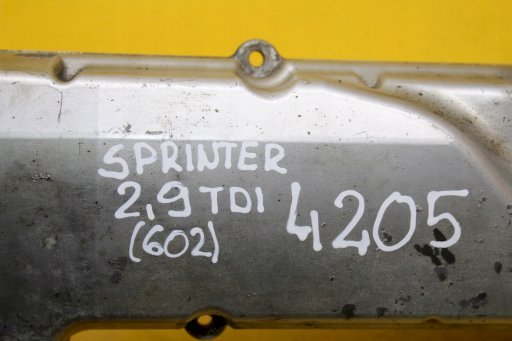 SPRINTER
2,9 TDI 4205
(602)